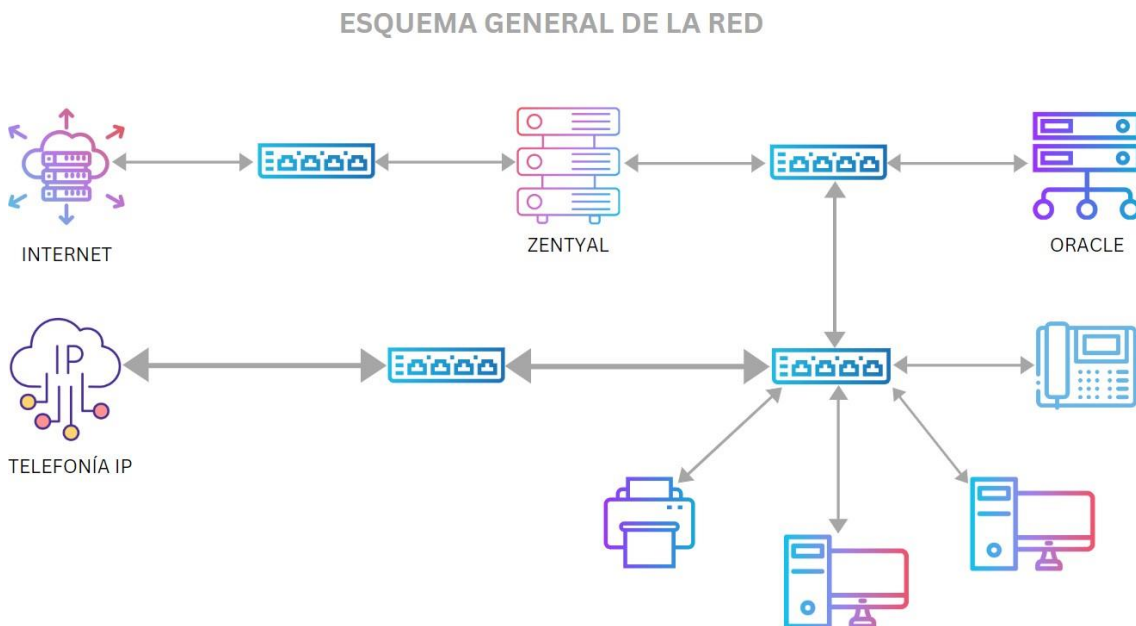 ESQUEMA GENERAL DE LA RED
INTERNET
ZENTYAL
ORACLE
IP
TELEFONÍA IP